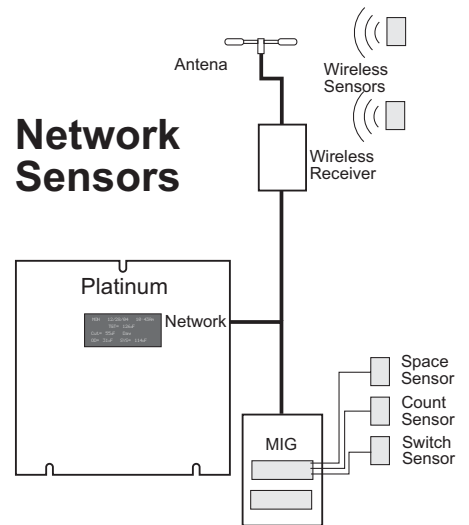 Antena
Wireless
Sensors
Network
Sensors
Wireless
Receiver
Platinum
Network
Space
Sensor
Count
Sensor
Switch
Sensor
MIG